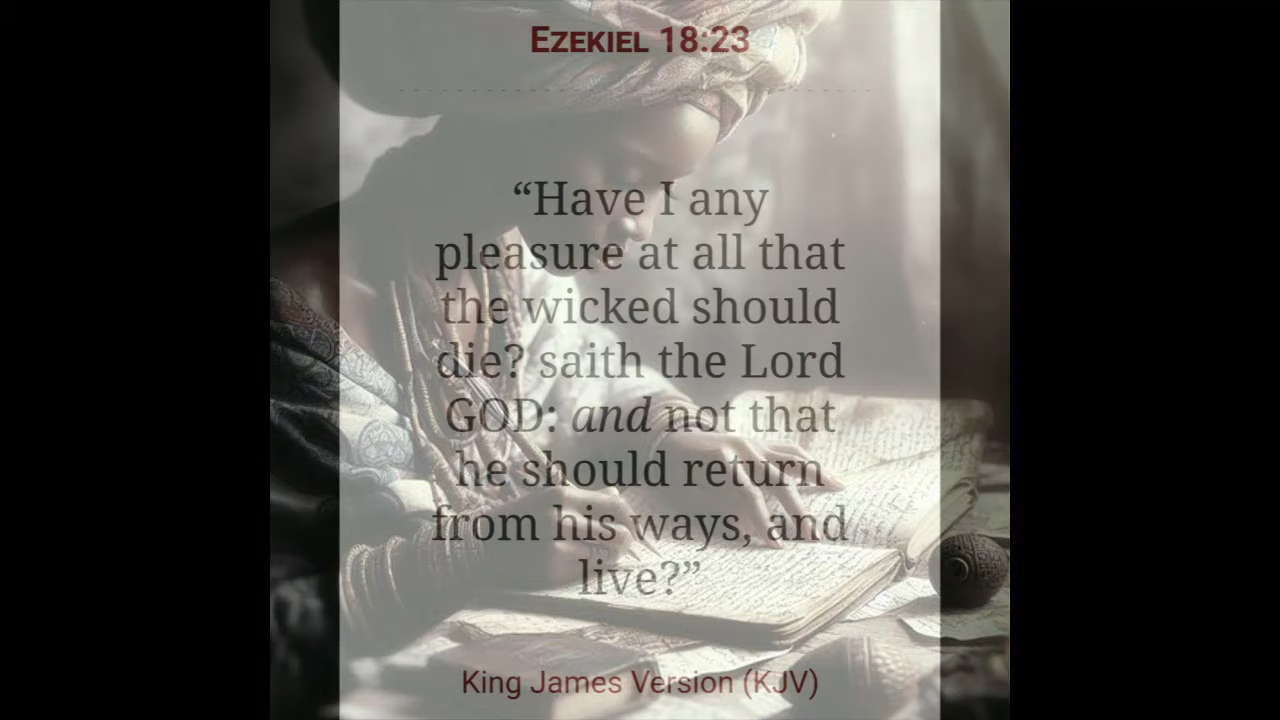 Ezekiel 18:23
“Have I any
pleasure at all that
the wicked should
die? saith the Lord
GOD: and not that
he should return
from his ways, and
live?”
King James Version (KJV)